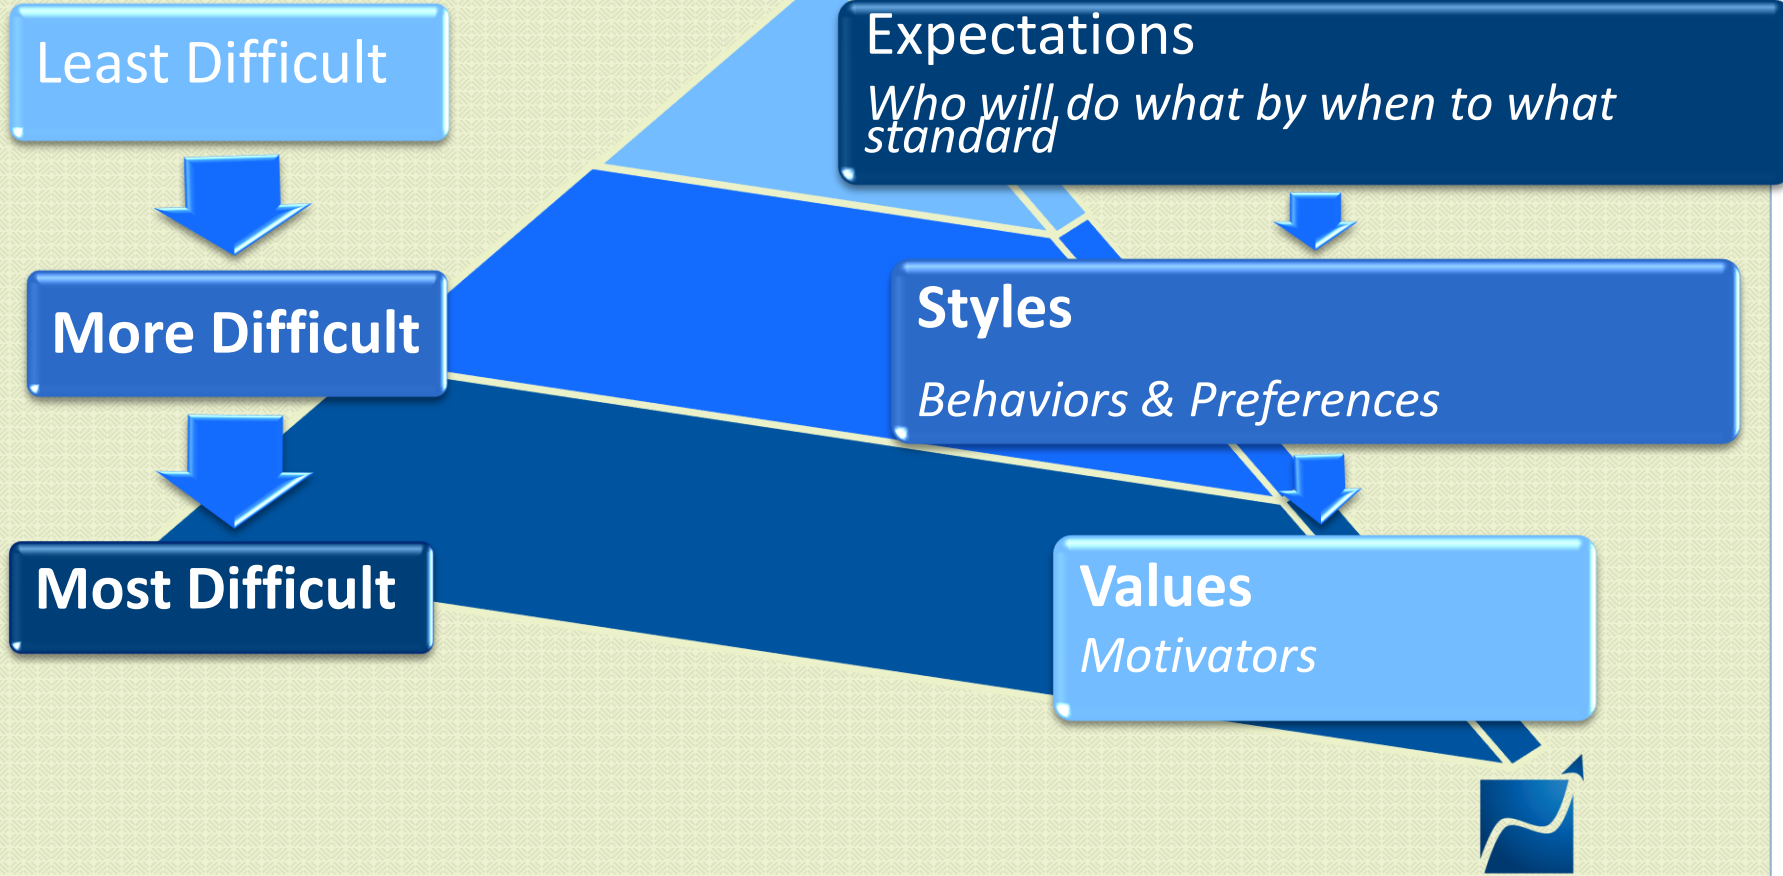 Least Difficult
Expectations
Who will do what by when to what
standard
More Difficult
Styles
Behaviors & Preferences
Most Difficult
Values
Motivators